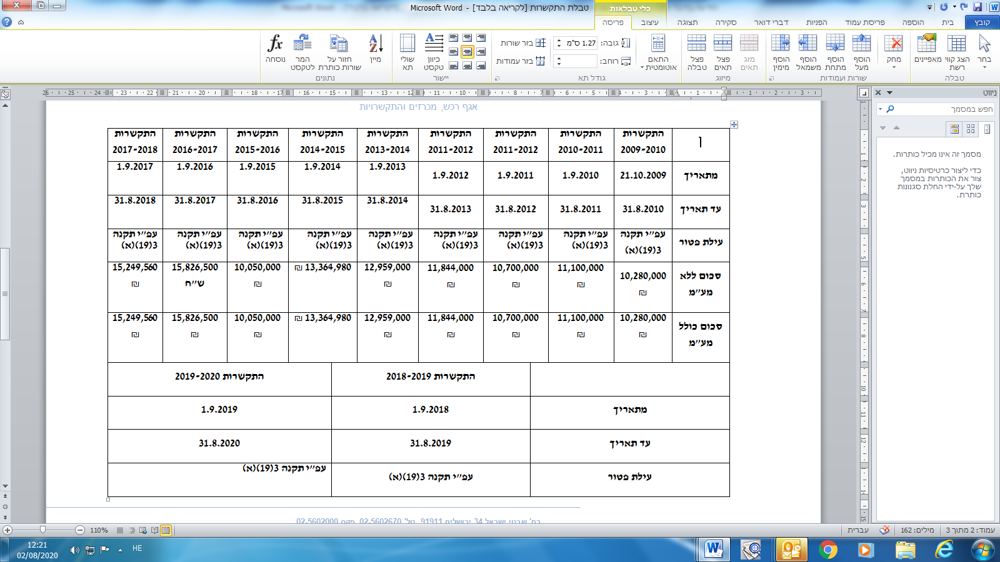 טבלת התקשרות [לקריאה בלבד] - Microsoft Word
כלי טבלאות
קובץ בית הוספה פריסת עמוד הפניות דברי דואר סקירה תצוגה עיצוב פריסה
בחר
הצג קווי רשת
מאפיינים
טבלה
מחק
הוסף מעל
הוסף מתחת
הוסף משמאל
הוסף מימין
שורות ועמודות
מזג תאים
פצל תאים
פצל טבלה
מיזוג
התאם אוטומטית
גובה: 1.27 ס"מ
רוחב:
בזר שורות
בזר עמודות
גודל תא
כיוון טקסט
שולי תא
יישור
מיין
חזור על שורות כותרת
המר לטקסט
נוסחה
נתונים
ניווט
חפש במסמך
מסמך זה אינו מכיל כותרות.
כדי ליצור כרטיסיות ניווט,
צור את הכותרות במסמך
שלך על-ידי החלת סגנונות
כותרת.
אגף רכש, מכרזים והתקשרויות
התקשרות 2009-2010 התקשרות 2010-2011 התקשרות 2011-2012 התקשרות 2011-2012 התקשרות 2013-2014 התקשרות 2014-2015 התקשרות 2015-2016 התקשרות 2016-2017 התקשרות 2017-2018
מתאריך 21.10.2009 1.9.2010 1.9.2011 1.9.2012 1.9.2013 1.9.2014 1.9.2015 1.9.2016 1.9.2017
עד תאריך 31.8.2010 31.8.2011 31.8.2012 31.8.2013 31.8.2014 31.8.2015 31.8.2016 31.8.2017 31.8.2018
עילת פטור עפ"י תקנה 3(19)(א) עפ"י תקנה 3(19)(א) עפ"י תקנה 3(19)(א) עפ"י תקנה 3(19)(א) עפ"י תקנה 3(19)(א) עפ"י תקנה 3(19)(א) עפ"י תקנה 3(19)(א) עפ"י תקנה 3(19)(א) עפ"י תקנה 3(19)(א)
סכום ללא מע"מ 10,280,000 ₪ 11,100,000 ₪ 10,700,000 ₪ 11,844,000 ₪ 12,959,000 ₪ 13,364,980 ₪ 10,050,000 ₪ 15,826,500 ש"ח 15,249,560 ₪
סכום כולל מע"מ 10,280,000 ₪ 11,100,000 ₪ 10,700,000 ₪ 11,844,000 ₪ 12,959,000 ₪ 13,364,980 ₪ 10,050,000 ₪ 15,826,500 ₪ 15,249,560 ₪
התקשרות 2018-2019 התקשרות 2019-2020
מתאריך 1.9.2018 1.9.2019
עד תאריך 31.8.2019 31.8.2020
עילת פטור עפ"י תקנה 3(19)(א) עפ"י תקנה 3(19)(א)
רח' שבטי ישראל 34 ירושלים 91911 טל' 02-5602670 פקס 02-5602000
עמוד: 2 מתוך 3 מילים: 162 עברית 110%
HE
12:21
02/08/2020